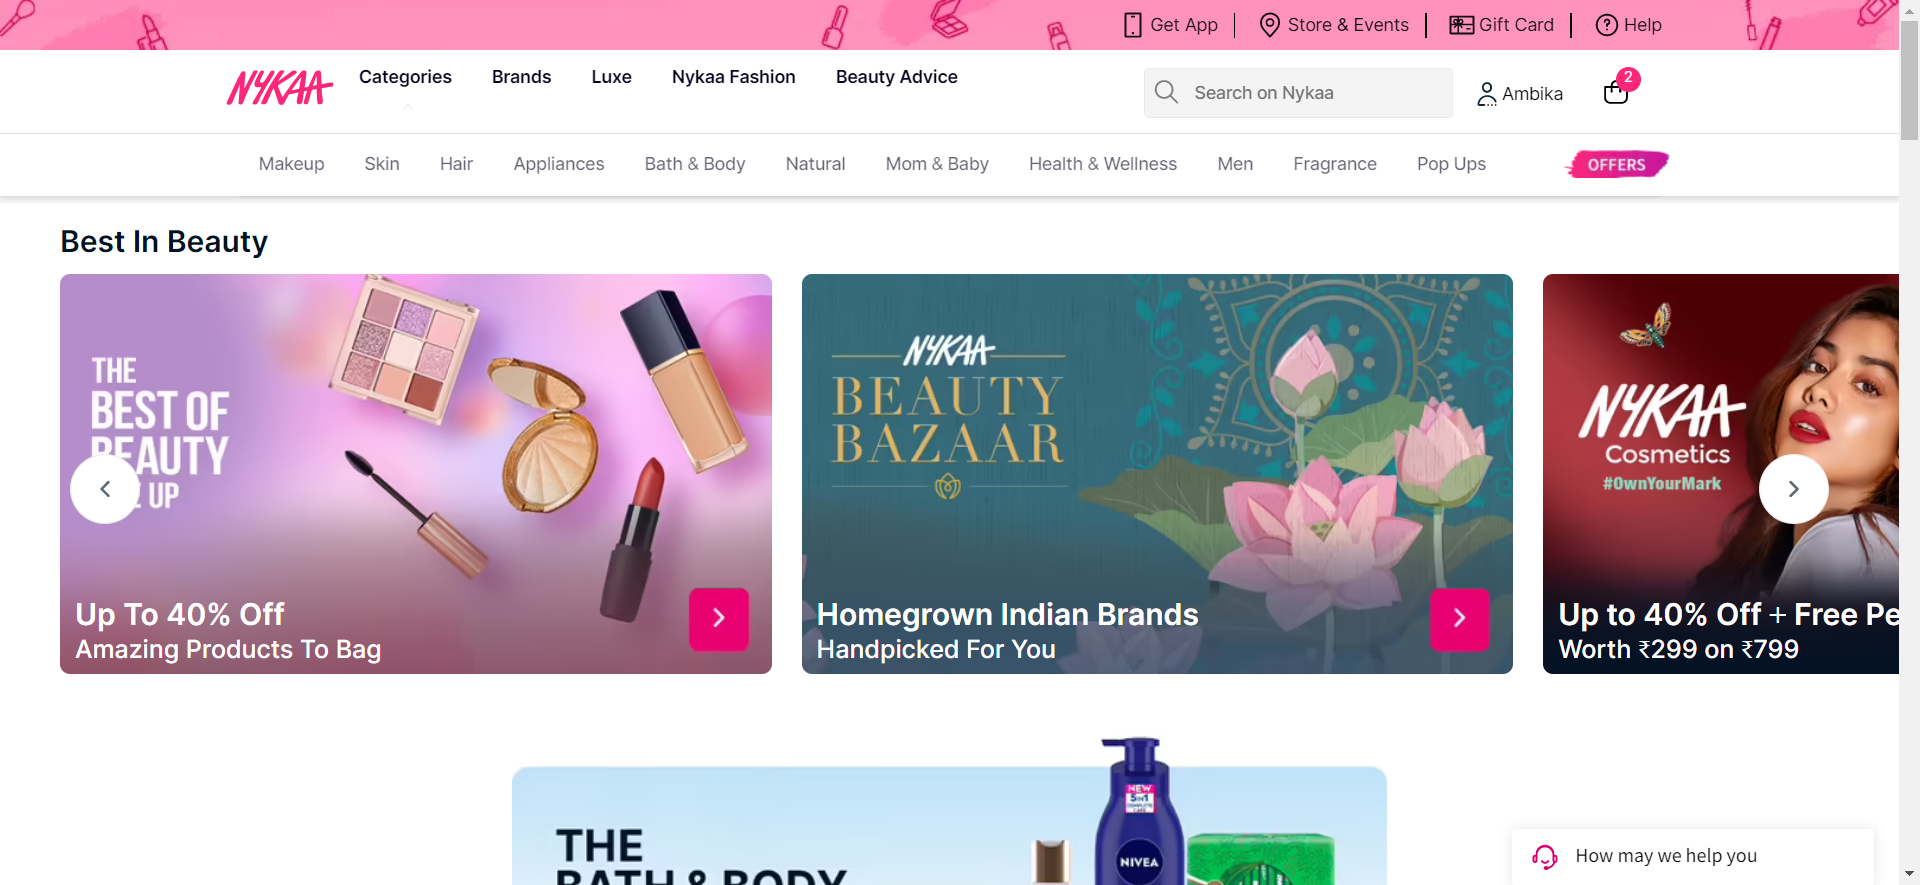 Get App
Store & Events
Gift Card
Help
NYKAA
Categories
Brands
Luxe
Nykaa Fashion
Beauty Advice
Search on Nykaa
Ambika
2
Makeup
Skin
Hair
Appliances
Bath & Body
Natural
Mom & Baby
Health & Wellness
Men
Fragrance
Pop Ups
OFFERS
Best In Beauty
THE
BEST OF
BEAUTY
UP
Up To 40% Off
Amazing Products To Bag
NYKAA
BEAUTY
BAZAAR
Homegrown Indian Brands
Handpicked For You
NYKAA
Cosmetics
#OwnYourMark
Up to 40% Off + Free Pe
Worth ₹299 on ₹799
THE
BATH & BODY
NEW
5in1
COMPLETE
CARE
NIVEA
How may we help you